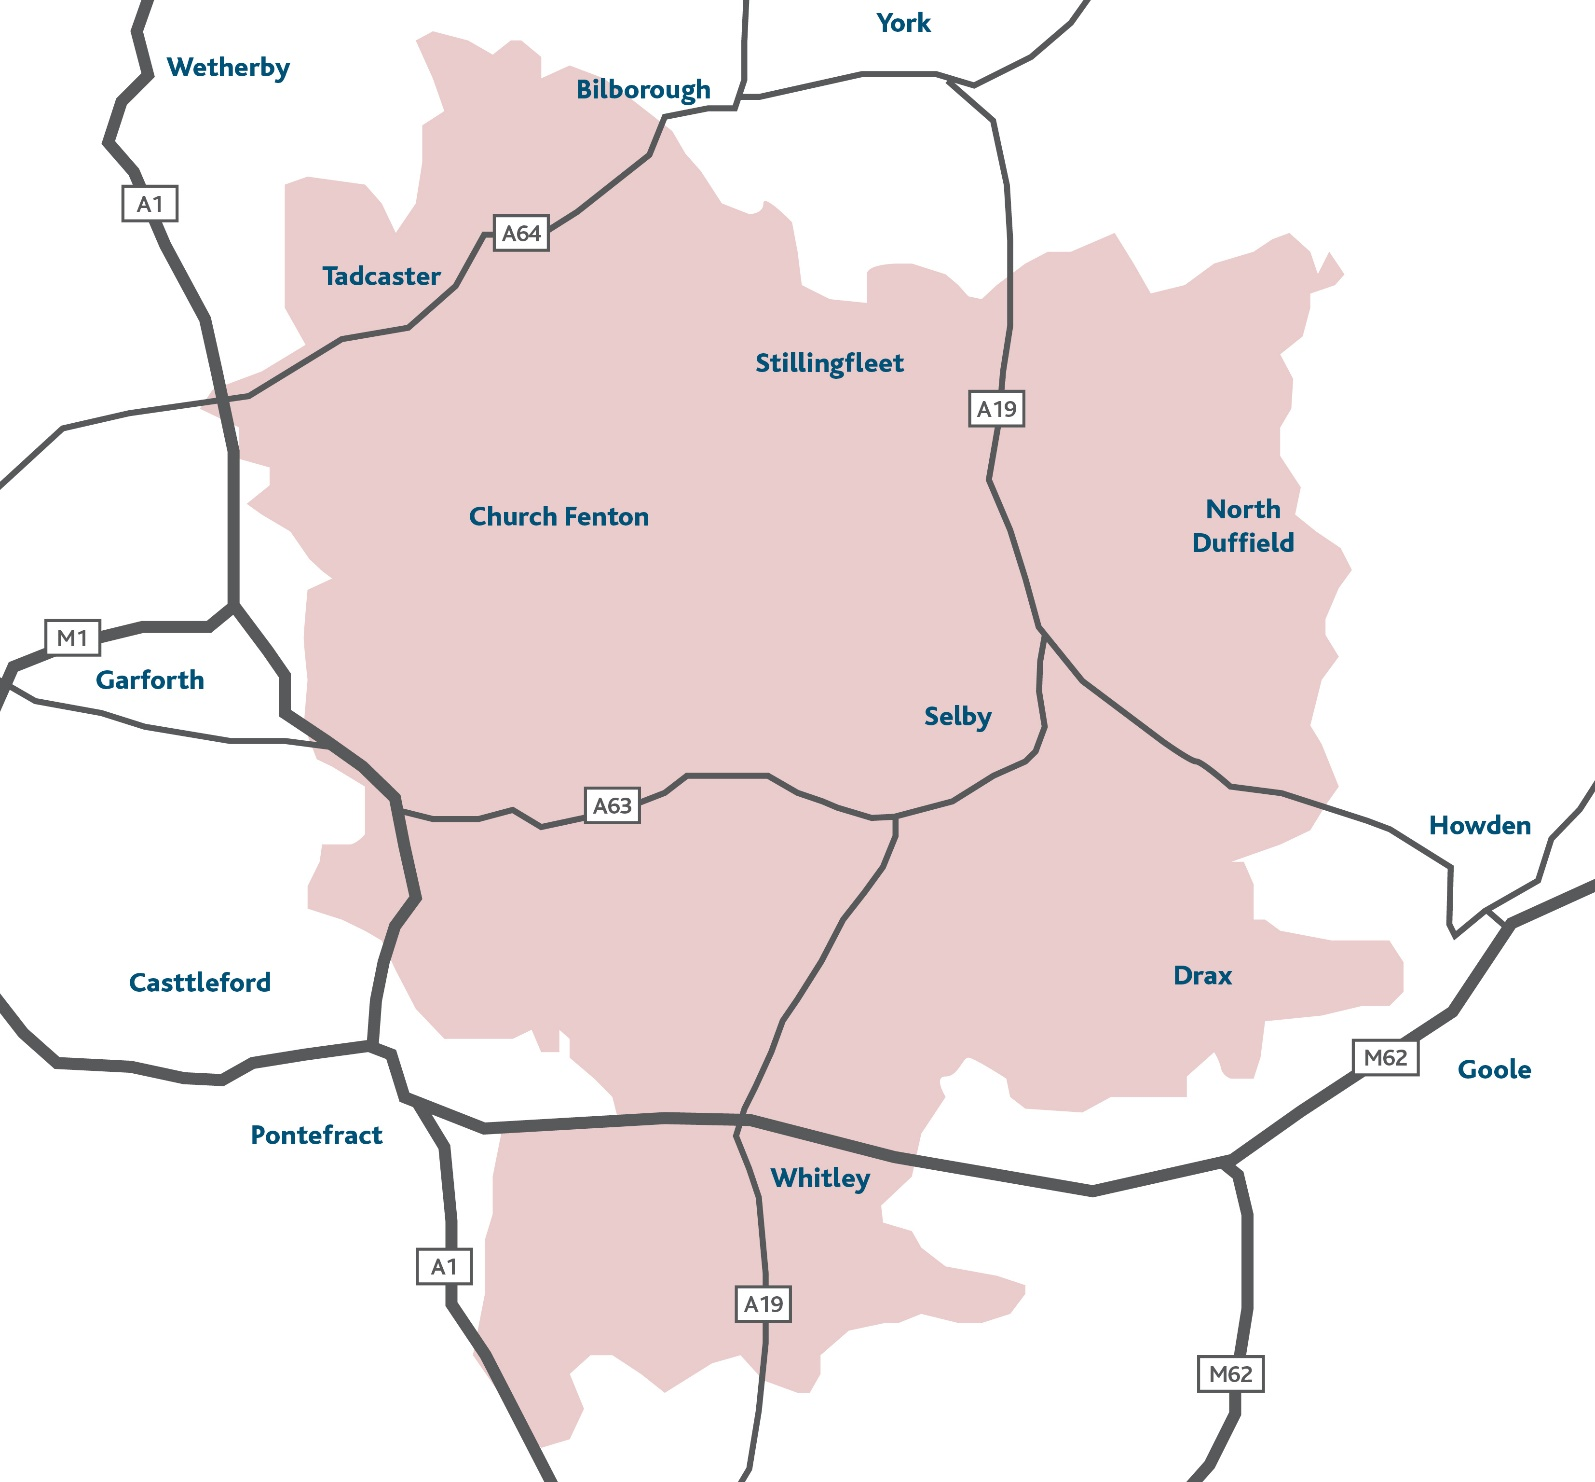 York
Wetherby
Bilborough
A1
A64
Tadcaster
Stillingfleet
A19
North
Duffield
Church Fenton
M1
Garforth
Selby
A63
Howden
Drax
Casttleford
M62
Goole
Pontefract
Whitley
A1
A19
M62